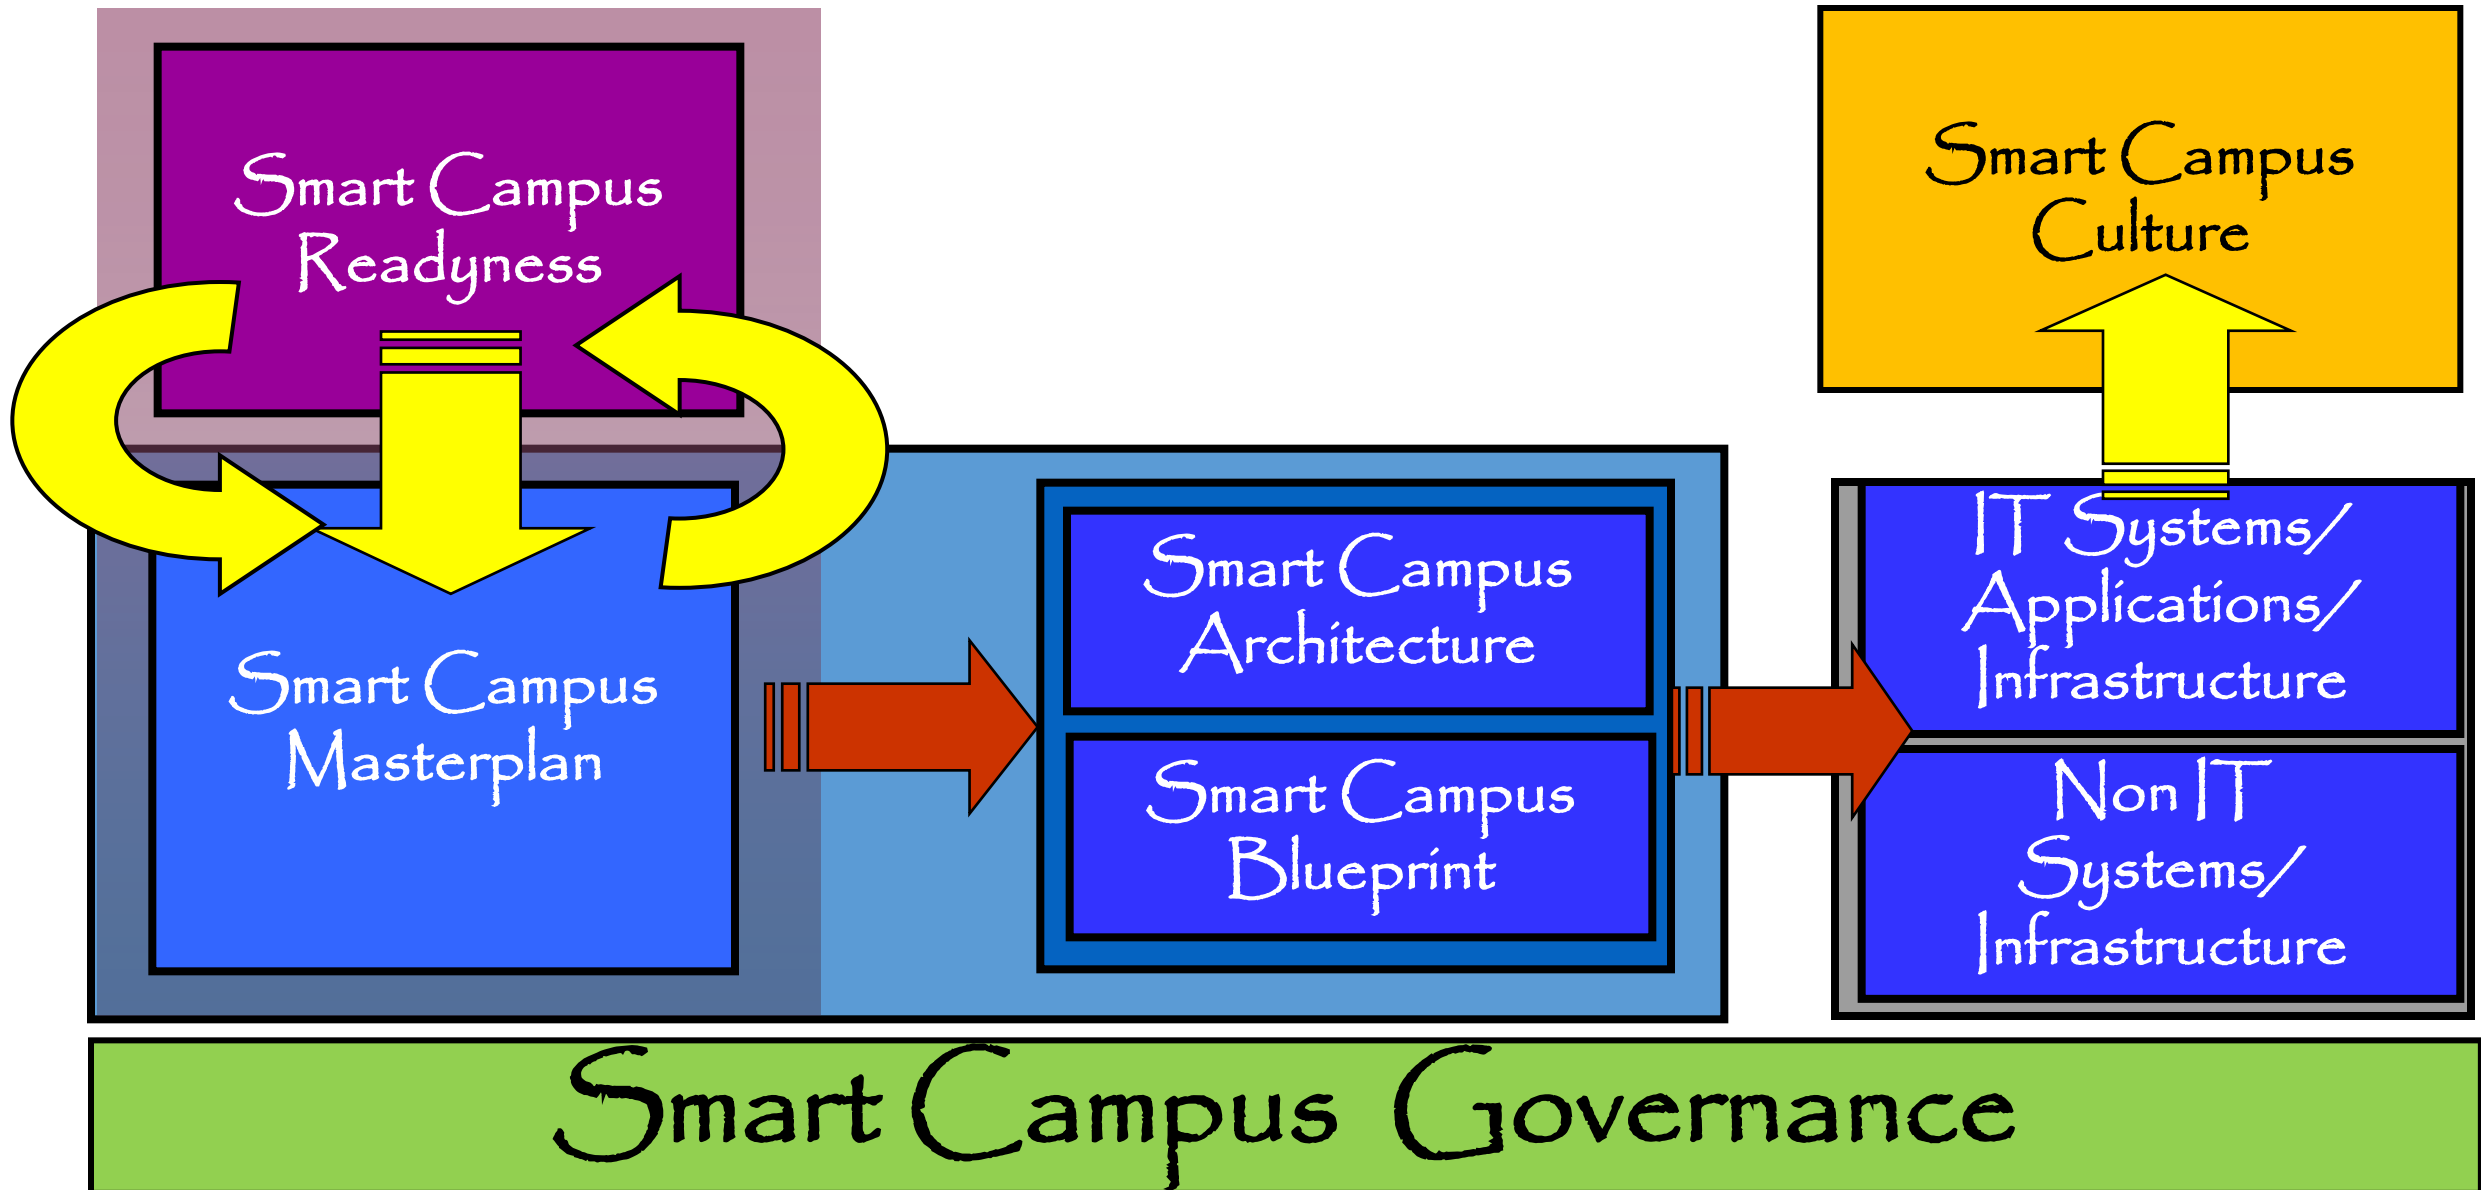 Smart Campus
Readyness
Smart Campus
Culture
Smart Campus
Masterplan
Smart Campus
Architecture
Smart Campus
Blueprint
IT Systems/
Applications/
Infrastructure
Non IT
Systems/
Infrastructure
Smart Campus Governance